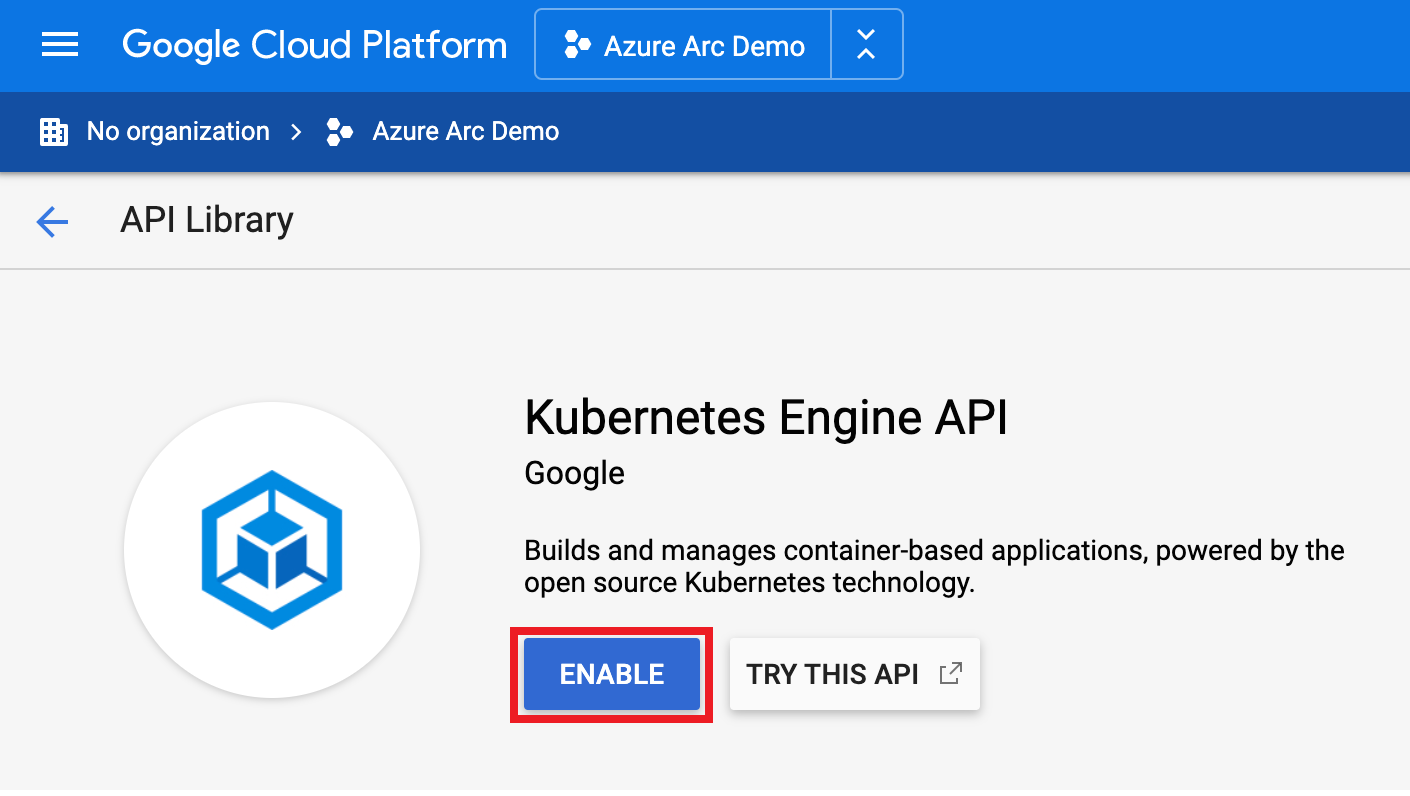 Google Cloud Platform
Azure Arc Demo
No organization
Azure Arc Demo
API Library
Kubernetes Engine API
Google
Builds and manages container-based applications, powered by the
open source Kubernetes technology.
ENABLE
TRY THIS API